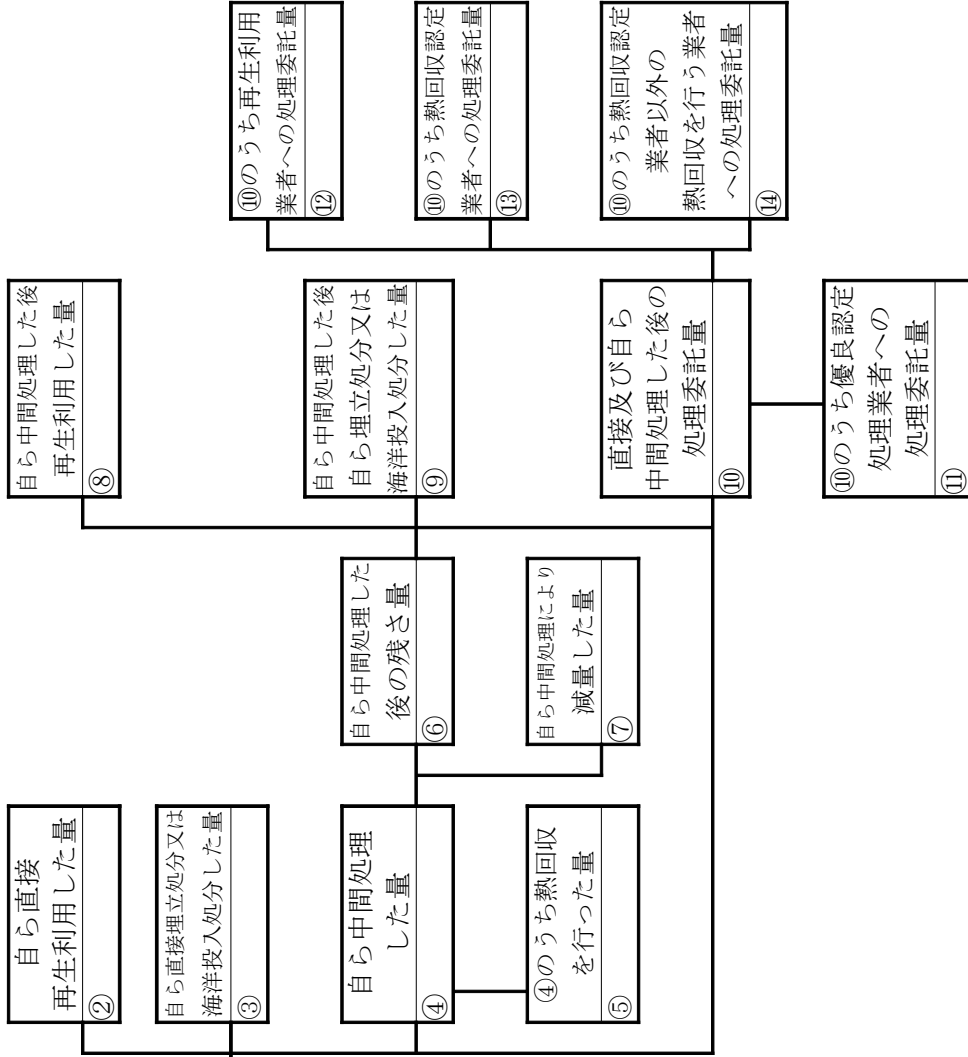 自ら直接
再生利用した量
②
自ら直接埋立処分又は
海洋投入処分した量
③
自ら中間処理
した量
④
④のうち熱回収
を行った量
⑤
自ら中間処理した
後の残さ量
⑥
自ら中間処理により
減量した量
⑦
自ら中間処理した後
再生利用した量
⑧
自ら中間処理した後
自ら埋立処分又は
海洋投入処分した量
⑨
直接及び自ら
中間処理した後の
処理委託量
⑩
⑩のうち優良認定
処理業者への
処理委託量
⑪
⑩のうち再生利用
業者への処理委託量
⑫
⑩のうち熱回収認定
業者への処理委託量
⑬
⑩のうち熱回収認定
業者以外の
熱回収を行う業者
への処理委託量
⑭